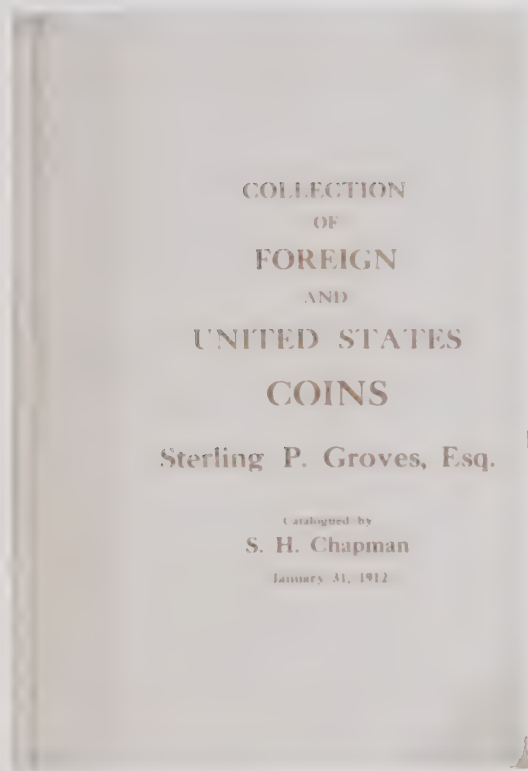 COLLECTION
OF
FOREIGN
AND
UNITED STATES
COINS
Sterling P. Groves, Esq.
Catalogued by
S. H. Chapman
January 31, 1912